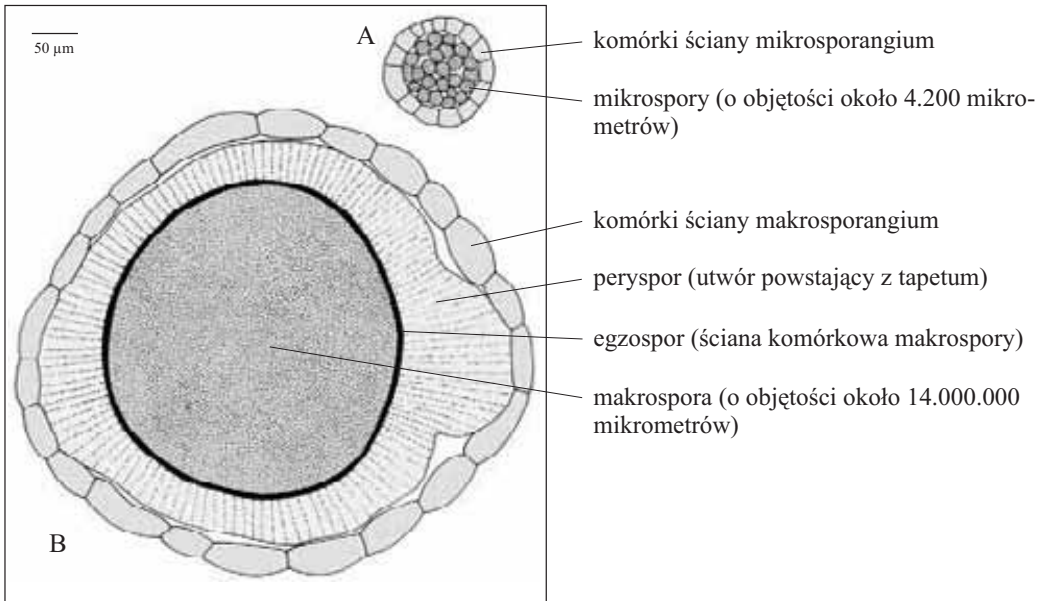 50 µm
A
komórki ściany mikrosporangium
mikrospory (o objętości około 4.200 mikro-
metrów)
komórki ściany makrosporangium
peryspor (utwór powstający z tapetum)
egzospor (ściana komórkowa makrospory)
makrospora (o objętości około 14.000.000
mikrometrów)
B